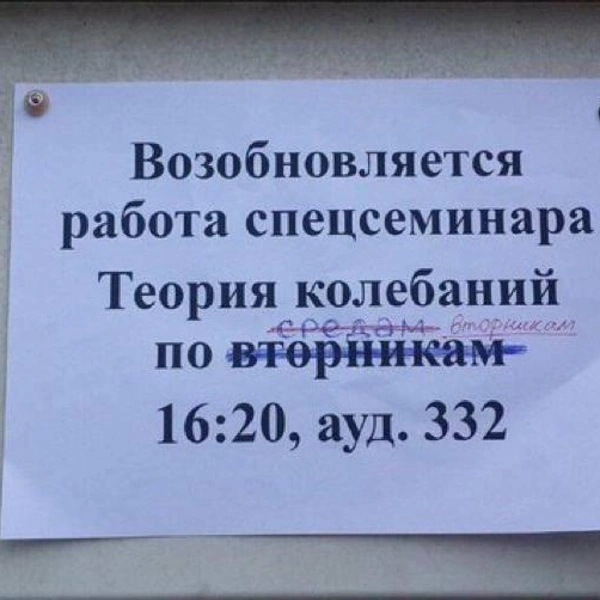 Возобновляется
работа спецсеминара
Теория колебаний
средам вторникам
по вторникам
16:20, ауд. 332